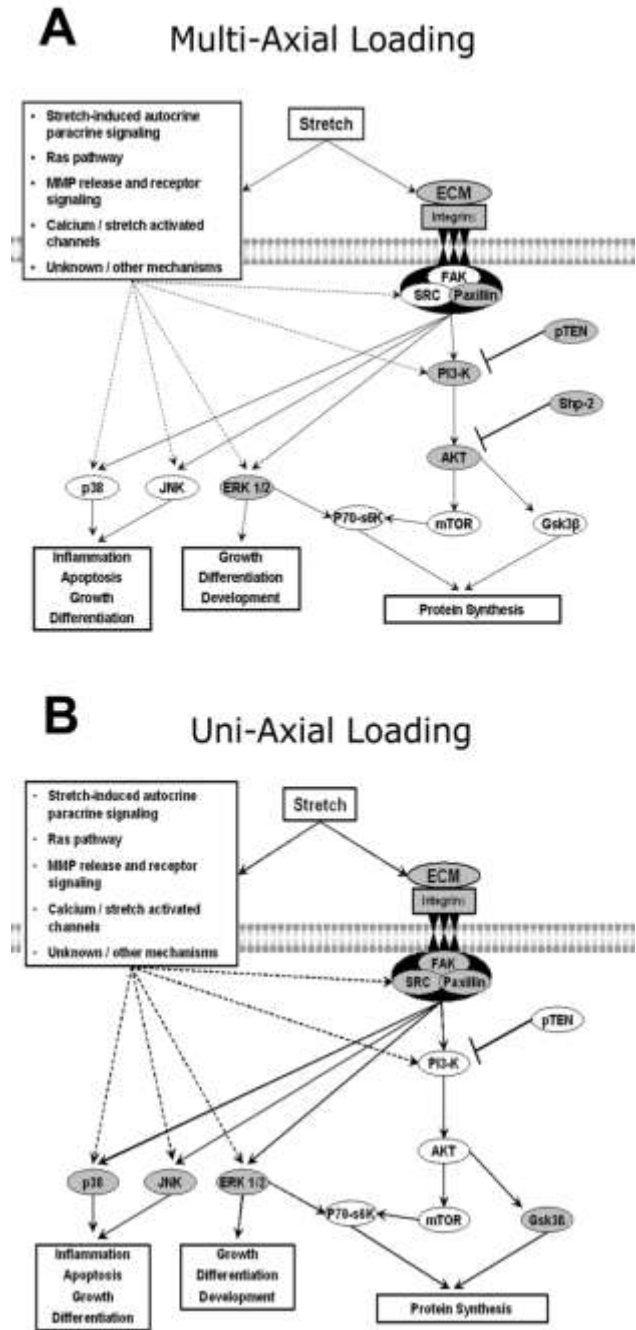 A
Multi-Axial Loading
• Stretch-induced autocrine
paracrine signaling
• Ras pathway
• MMP release and receptor
signaling
• Calcium / stretch activated
channels
• Unknown / other mechanisms
Stretch
ECM
Integrins
FAK
SRC
Paxillin
pTEN
PI3-K
Shp-2
AKT
p38
JNK
ERK 1/2
P70-s6K
mTOR
Gsk3β
Inflammation
Apoptosis
Growth
Differentiation
Growth
Differentiation
Development
Protein Synthesis
B
Uni-Axial Loading
- Stretch-induced autocrine
paracrine signaling
- Ras pathway
- MMP release and receptor
signaling
- Calcium / stretch activated
channels
- Unknown / other mechanisms
Stretch
ECM
Integrins
FAK
SRC
Paxillin
pTEN
PI3-K
AKT
p38
JNK
ERK 1/2
P70-s6K
mTOR
Gsk3ß
Inflammation
Apoptosis
Growth
Differentiation
Growth
Differentiation
Development
Protein Synthesis